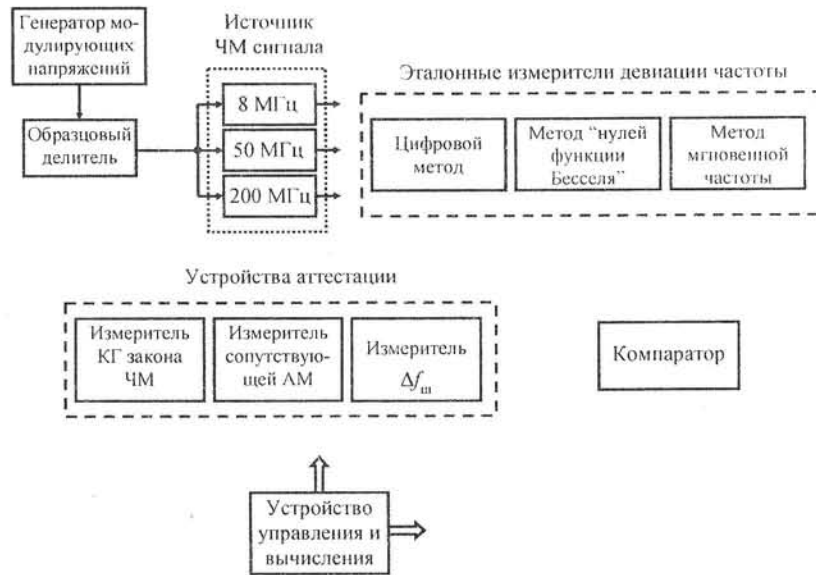 Генератор мо-
дулирующих
напряжений
Образцовый
делитель
Источник
ЧМ сигнала
8 МГц
50 МГц
200 МГц
Эталонные измерители девиации частоты
Цифровой
метод
Метод “нулей
функции
Бесселя”
Метод
мгновенной
частоты
Устройства аттестации
Измеритель
КГ закона
ЧМ
Измеритель
сопутствую-
щей АМ
Измеритель
Δfш
Компаратор
Устройство
управления и
вычисления